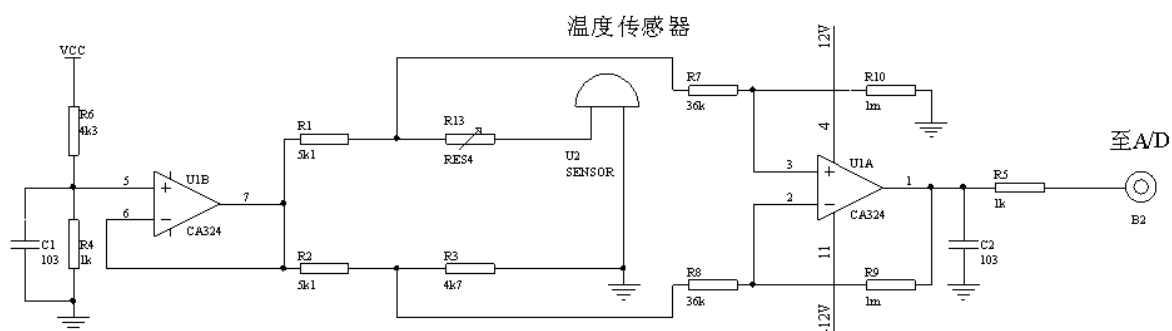 温度传感器
VCC
12V
R6
4k3
R1
5k1
R13
RES4
U2
SENSOR
R7
36k
R10
1m
4
至A/D
5
6
7
U1B
CA324
3
2
1
U1A
CA324
R5
1k
B2
C1
103
R4
1k
R2
5k1
R3
4k7
R8
36k
11
R9
1m
C2
103
-12V